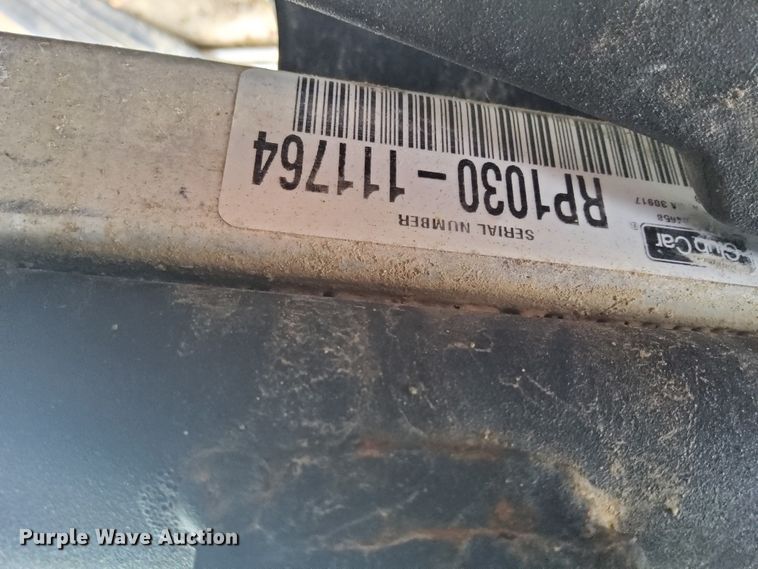 Club Car
SERIAL NUMBER
RP1030-111764
Purple Wave Auction